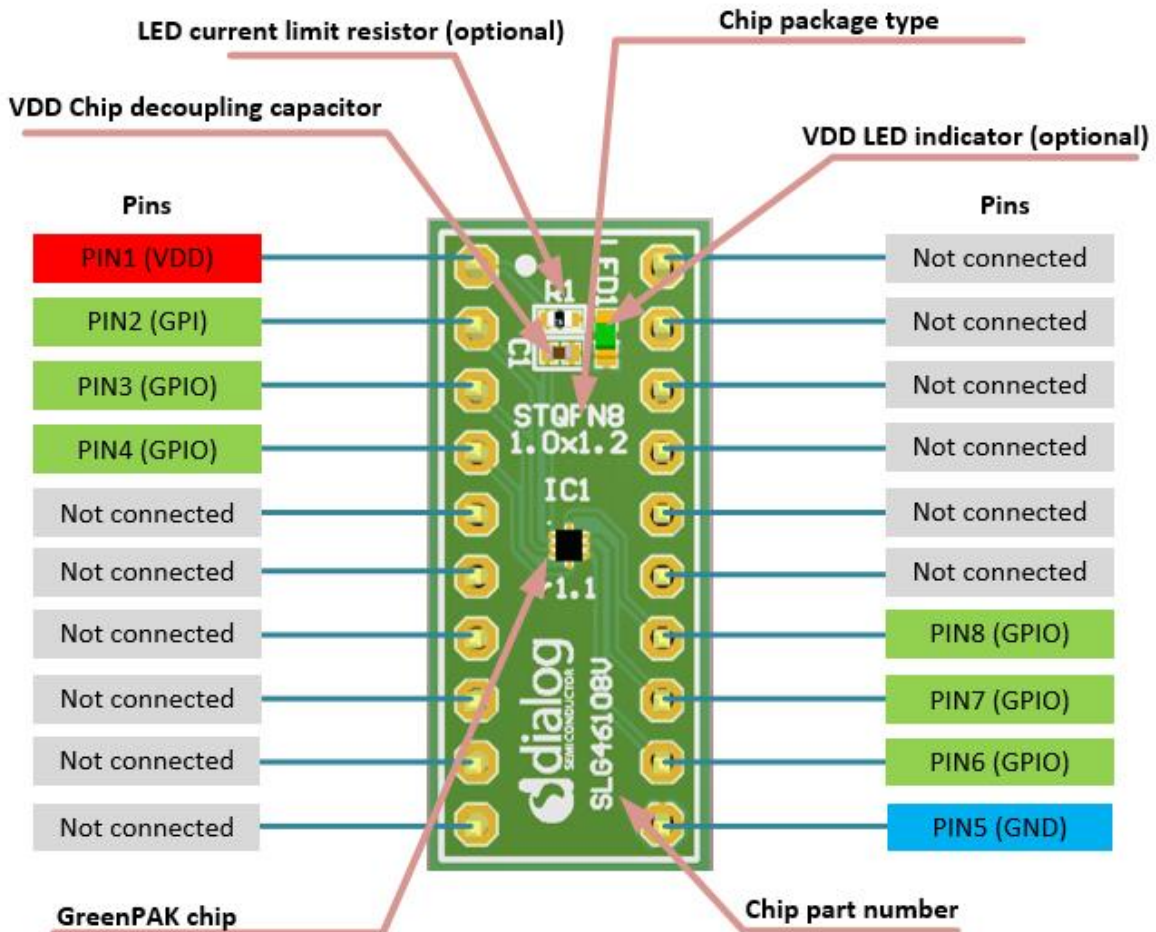 LED current limit resistor (optional)
Chip package type
VDD Chip decoupling capacitor
VDD LED indicator (optional)
Pins
Pins
PIN1 (VDD)
Not connected
PIN2 (GPI)
Not connected
PIN3 (GPIO)
Not connected
PIN4 (GPIO)
Not connected
Not connected
Not connected
Not connected
Not connected
Not connected
PIN8 (GPIO)
Not connected
PIN7 (GPIO)
Not connected
PIN6 (GPIO)
Not connected
PIN5 (GND)
R1
LED1
C1
STQFN8
1.0x1.2
IC1
r1.1
dialog
SEMICONDUCTOR
SLG46108V
GreenPAK chip
Chip part number